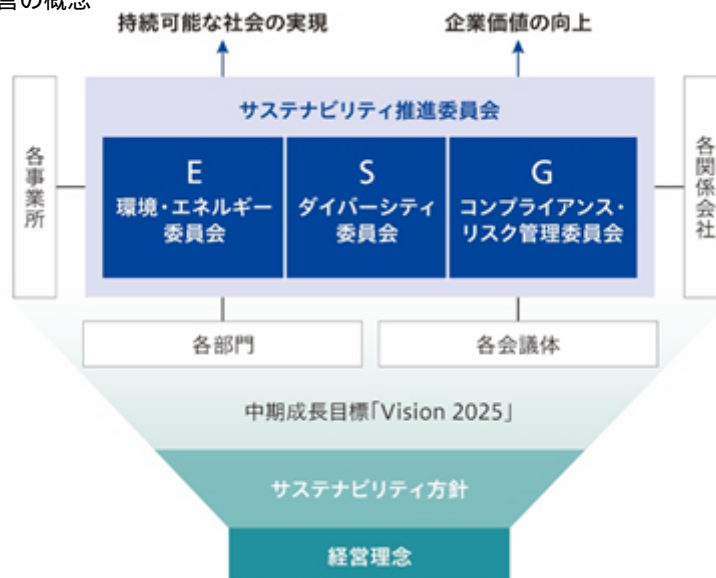 営の概念
持続可能な社会の実現
企業価値の向上
サステナビリティ推進委員会
各事業所
E
環境・エネルギー
委員会
S
ダイバーシティ
委員会
G
コンプライアンス・
リスク管理委員会
各関係会社
各部門
各会議体
中期成長目標「Vision 2025」
サステナビリティ方針
経営理念